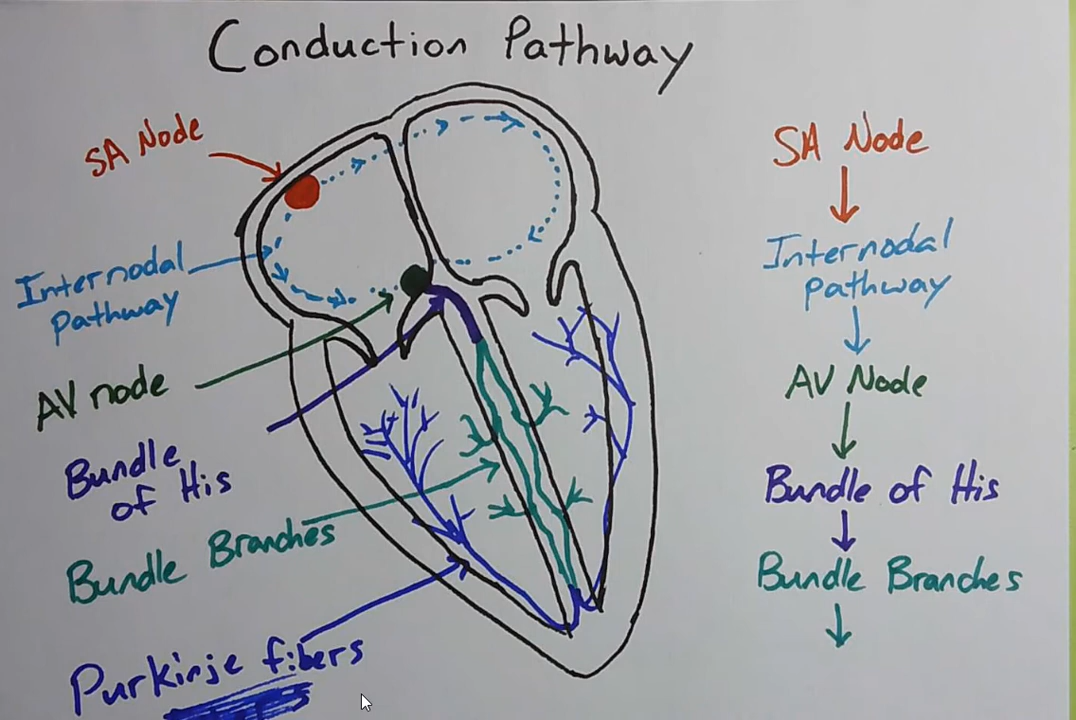 Conduction Pathway
SA Node
Internodal
Pathway
AV node
Bundle
of His
Bundle Branches
Purkinje fibers
SA Node
Internodal
Pathway
AV Node
Bundle of His
Bundle Branches